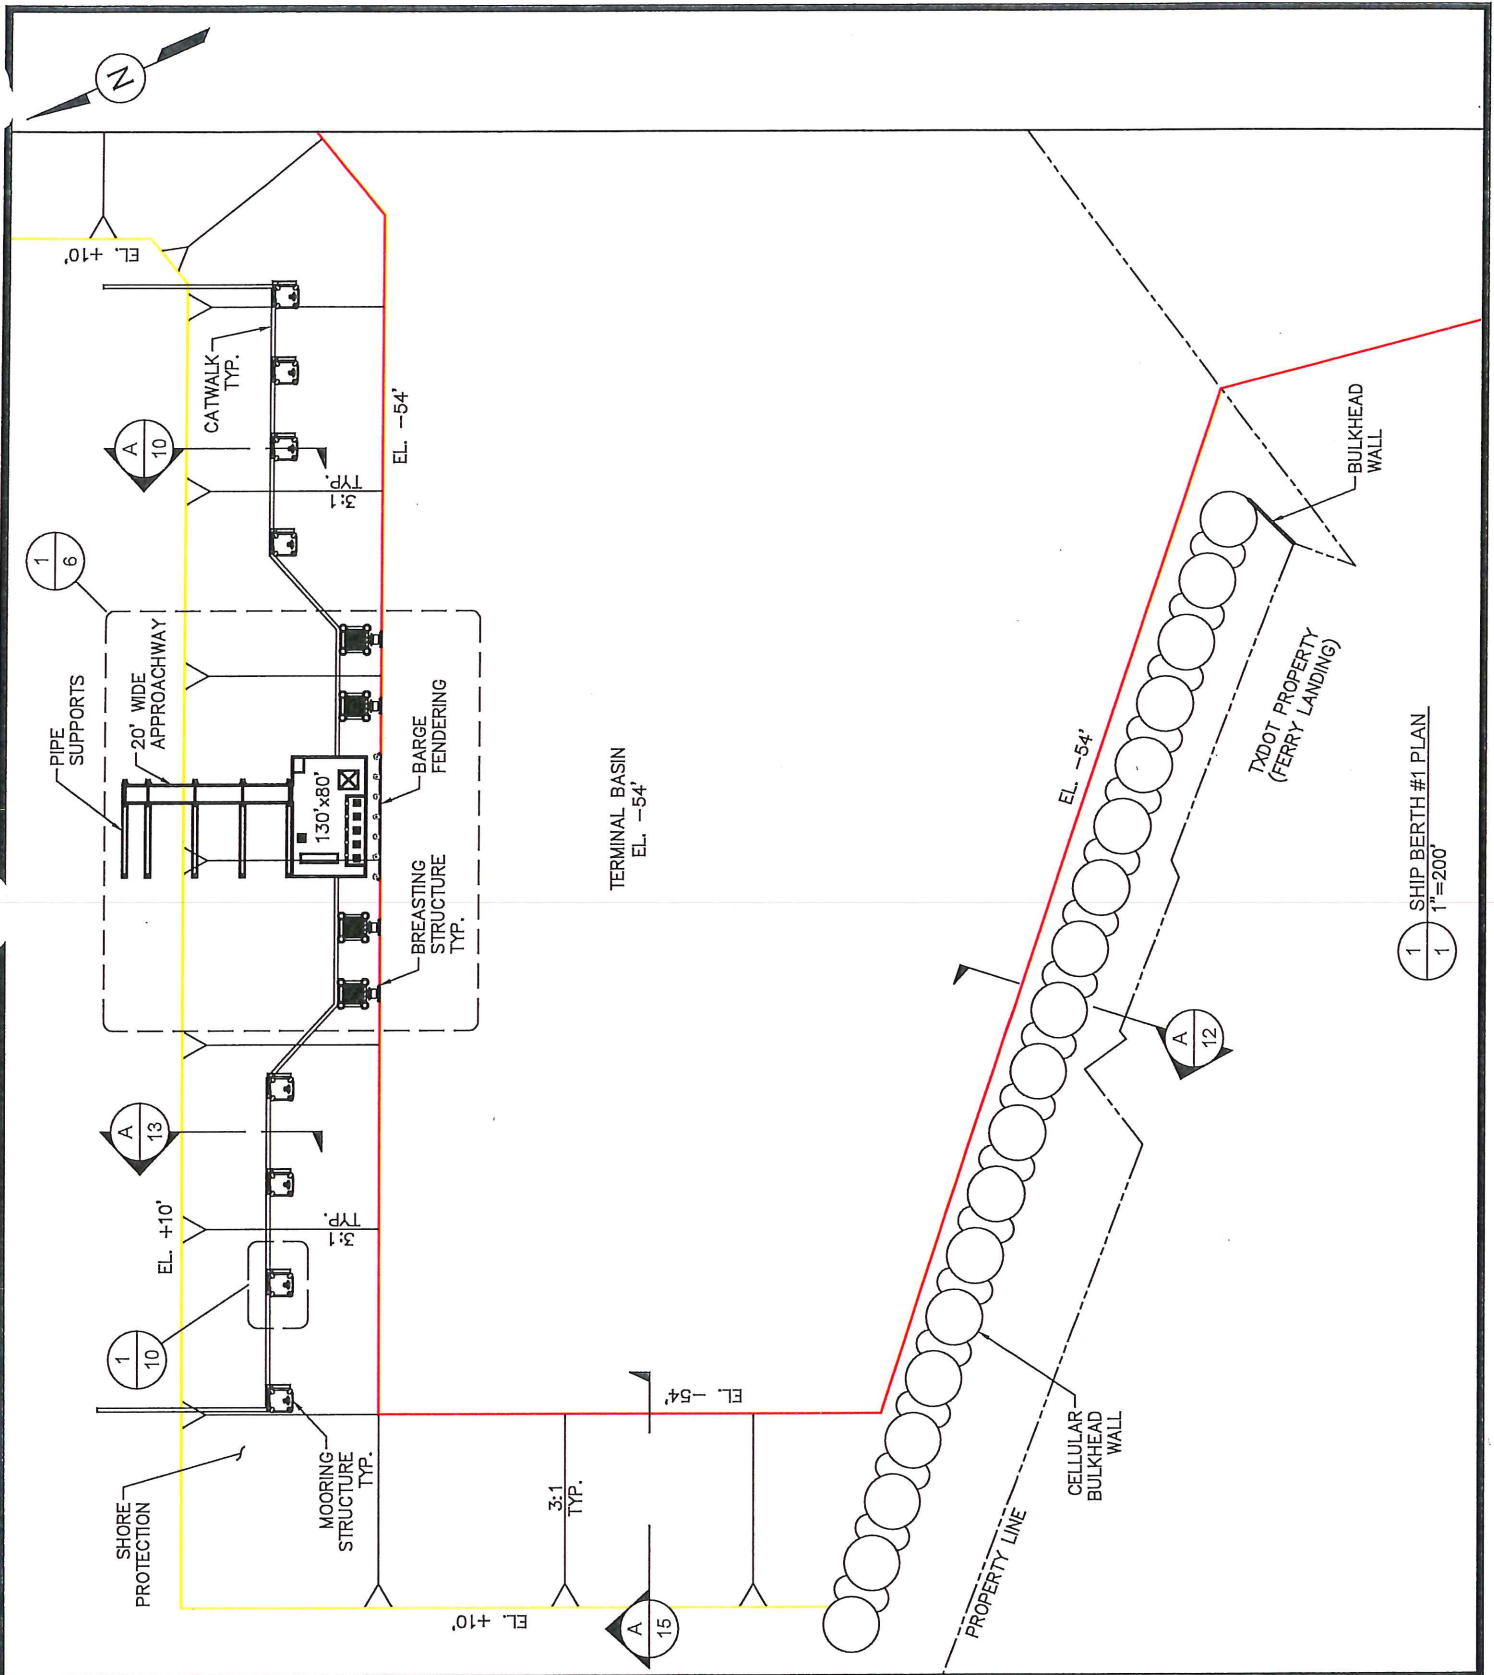 N
EL. +10'
CATWALK
TYP.
A
10
3:1
TYP.
EL. -54'
1
6
PIPE
SUPPORTS
20' WIDE
APPROACHWAY
130'x80'
BARGE
FENDERING
BREASTING
STRUCTURE
TYP.
TERMINAL BASIN
EL. -54'
A
13
EL. +10'
3:1
TYP.
1
10
SHORE
PROTECTION
MOORING
STRUCTURE
TYP.
EL. -54'
3:1
TYP.
EL. +10'
A
15
BULKHEAD
WALL
TXDOT PROPERTY
(FERRY LANDING)
EL. -54'
A
12
CELLULAR
BULKHEAD
WALL
PROPERTY LINE
1
1
SHIP BERTH #1 PLAN
1"=200'